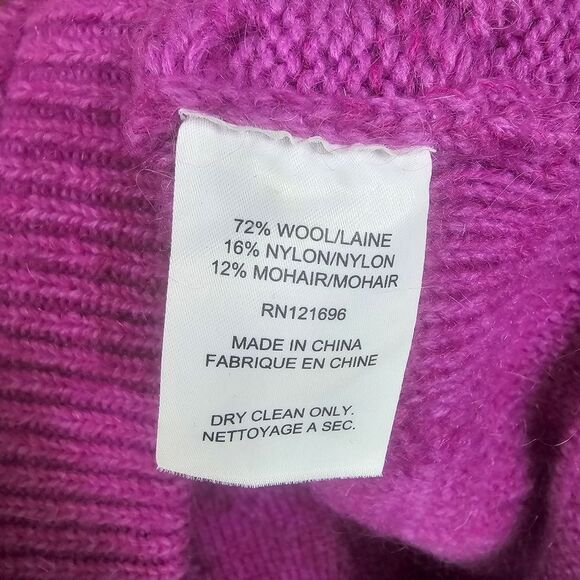 72% WOOL/LAINE
16% NYLON/NYLON
12% MOHAIR/MOHAIR
RN121696
MADE IN CHINA
FABRIQUE EN CHINE
DRY CLEAN ONLY.
NETTOYAGE A SEC.